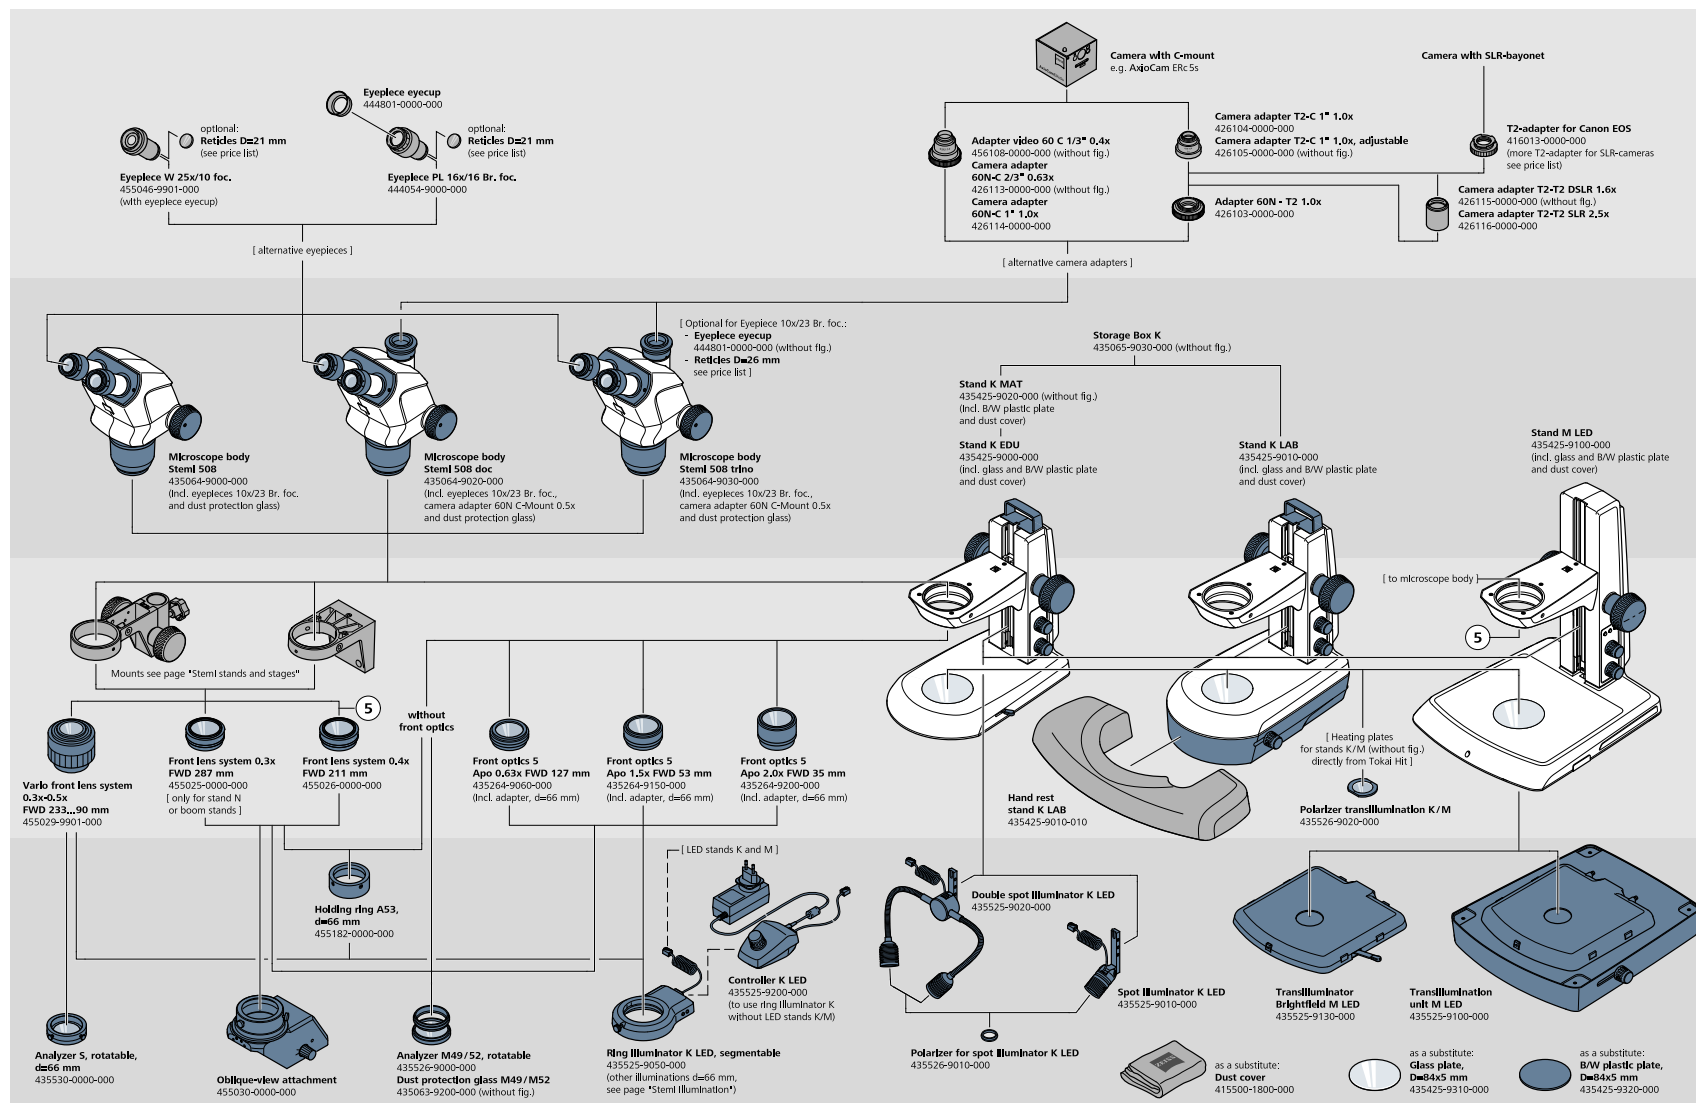 Camera with C-mount
e.g. AxioCam ERc 5s
Camera with SLR-bayonet
Eyepiece eyecup
444801-0000-000
optional:
Reticles D=21 mm
(see price list)
optional:
Reticles D=21 mm
(see price list)
Eyepiece W 25x/10 foc.
455046-9901-000
(with eyepiece eyecup)
Eyepiece PL 16x/16 Br. foc.
444054-9000-000
Adapter video 60 C 1/3" 0.4x
456108-0000-000 (without fig.)
Camera adapter
60N-C 2/3" 0.63x
426113-0000-000 (without fig.)
Camera adapter
60N-C 1" 1.0x
426114-0000-000
Camera adapter T2-C 1" 1.0x
426104-0000-000
Camera adapter T2-C 1" 1.0x, adjustable
426105-0000-000 (without fig.)
Adapter 60N - T2 1.0x
426103-0000-000
T2-adapter for Canon EOS
416013-0000-000
(more T2-adapter for SLR-cameras
see price list)
Camera adapter T2-T2 DSLR 1.6x
426115-0000-000 (without fig.)
Camera adapter T2-T2 SLR 2.5x
426116-0000-000
[ alternative eyepieces ]
[ alternative camera adapters ]
[ Optional for Eyepiece 10x/23 Br. foc.:
- Eyepiece eyecup
444801-0000-000 (without fig.)
- Reticles D=26 mm
see price list ]
Storage Box K
435065-9030-000 (without fig.)
Stand K MAT
435425-9020-000 (without fig.)
(incl. B/W plastic plate
and dust cover)
Stand K EDU
435425-9000-000
(incl. glass and B/W plastic plate
and dust cover)
Stand K LAB
435425-9010-000
(incl. glass and B/W plastic plate
and dust cover)
Stand M LED
435425-9100-000
(incl. glass and B/W plastic plate
and dust cover)
Microscope body
Stemi 508
435064-9000-000
(Incl. eyepieces 10x/23 Br. foc.
and dust protection glass)
Microscope body
Stemi 508 doc
435064-9020-000
(Incl. eyepieces 10x/23 Br. foc.,
camera adapter 60N C-Mount 0.5x
and dust protection glass)
Microscope body
Stemi 508 trino
435064-9030-000
(Incl. eyepieces 10x/23 Br. foc.,
camera adapter 60N C-Mount 0.5x
and dust protection glass)
[ to microscope body ]
5
Mounts see page "Stemi stands and stages"
5
without
front optics
Vario front lens system
0.3x-0.5x
FWD 233...90 mm
455029-9901-000
Front lens system 0.3x
FWD 287 mm
455025-0000-000
[ only for stand N
or boom stands ]
Front lens system 0.4x
FWD 211 mm
455026-0000-000
Front optics 5
Apo 0.63x FWD 127 mm
435264-9060-000
(Incl. adapter, d=66 mm)
Front optics 5
Apo 1.5x FWD 53 mm
435264-9150-000
(Incl. adapter, d=66 mm)
Front optics 5
Apo 2.0x FWD 35 mm
435264-9200-000
(Incl. adapter, d=66 mm)
Hand rest
stand K LAB
435425-9010-010
[ Heating plates
for stands K/M (without fig.)
directly from Tokai Hit ]
Polarizer transillumination K/M
435526-9020-000
Holding ring A53,
d=66 mm
455182-0000-000
[ LED stands K and M ]
Controller K LED
435525-9200-000
(to use ring illuminator K
without LED stands K/M)
Double spot illuminator K LED
435525-9020-000
Spot illuminator K LED
435525-9010-000
Polarizer for spot illuminator K LED
435526-9010-000
Transilluminator
Brightfield M LED
435525-9130-000
Transillumination
unit M LED
435525-9100-000
Analyzer S, rotatable,
d=66 mm
435530-0000-000
Oblique-view attachment
455030-0000-000
Analyzer M49/52, rotatable
435526-9000-000
Dust protection glass M49/M52
435063-9200-000 (without fig.)
Ring illuminator K LED, segmentable
435525-9050-000
(other illuminations d=66 mm,
see page "Stemi Illumination")
as a substitute:
Dust cover
415500-1800-000
as a substitute:
Glass plate,
D=84x5 mm
435425-9310-000
as a substitute:
B/W plastic plate,
D=84x5 mm
435425-9320-000